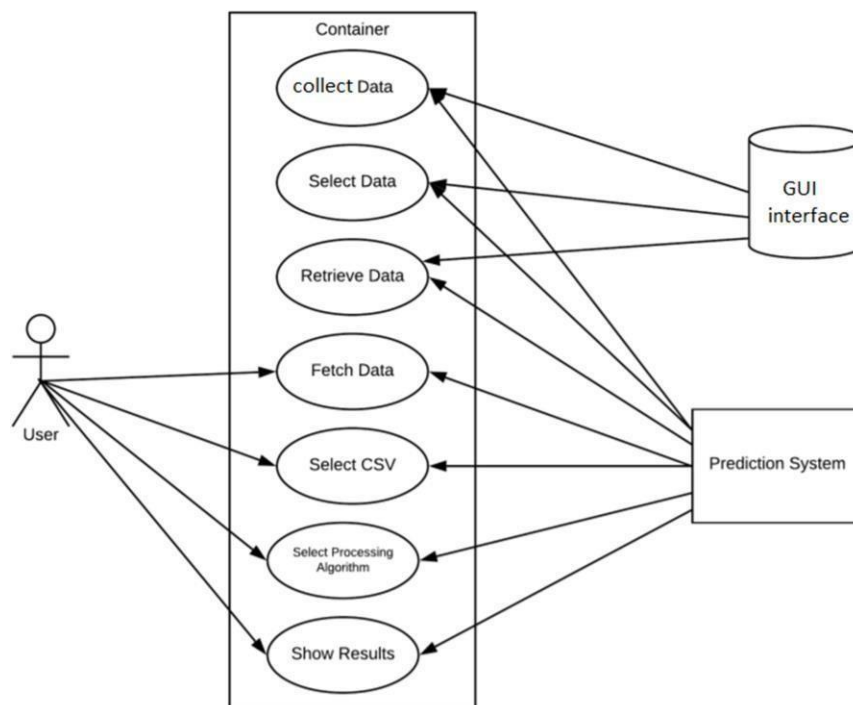 Container
collect Data
Select Data
GUI
interface
Retrieve Data
Fetch Data
User
Select CSV
Prediction System
Select Processing
Algorithm
Show Results